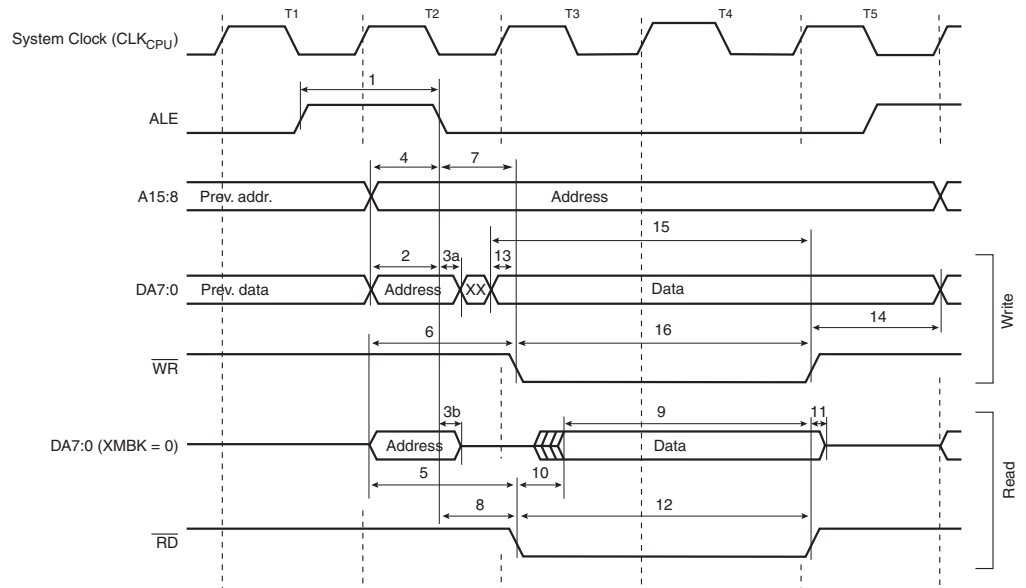 T1 T2 T3 T4 T5
System Clock (CLKCPU)
1
ALE
4 7
A15:8 Prev. addr. Address
15
2 3a 13
DA7:0 Prev. data Address XX Data
14
6 16
WR
Write
3b 9 11
DA7:0 (XMBK = 0) Address Data
5 10
8 12
RD
Read